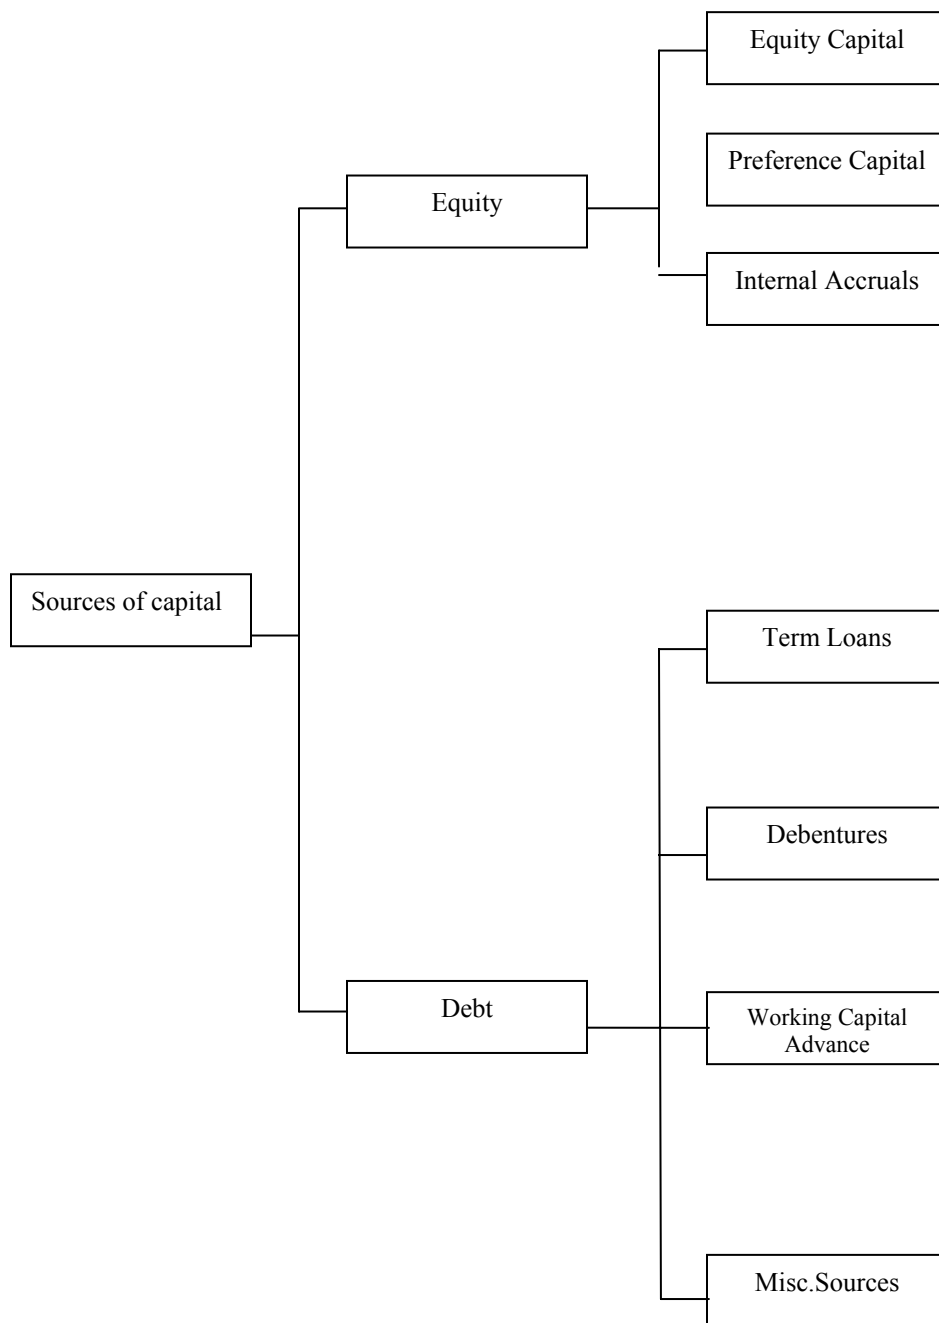 Equity Capital
Preference Capital
Equity
Internal Accruals
Sources of capital
Term Loans
Debentures
Debt
Working Capital
Advance
Misc.Sources